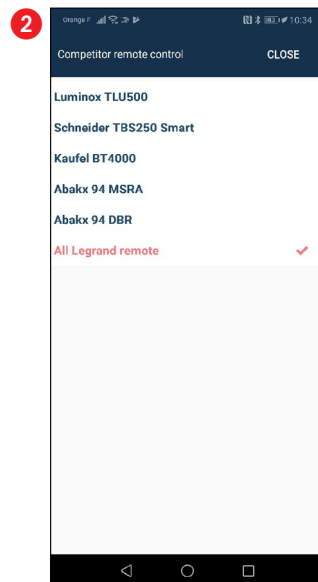 2
Orange F 10:34
Competitor remote control CLOSE
Luminox TLU500
Schneider TBS250 Smart
Kaufel BT4000
Abakx 94 MSRA
Abakx 94 DBR
All Legrand remote